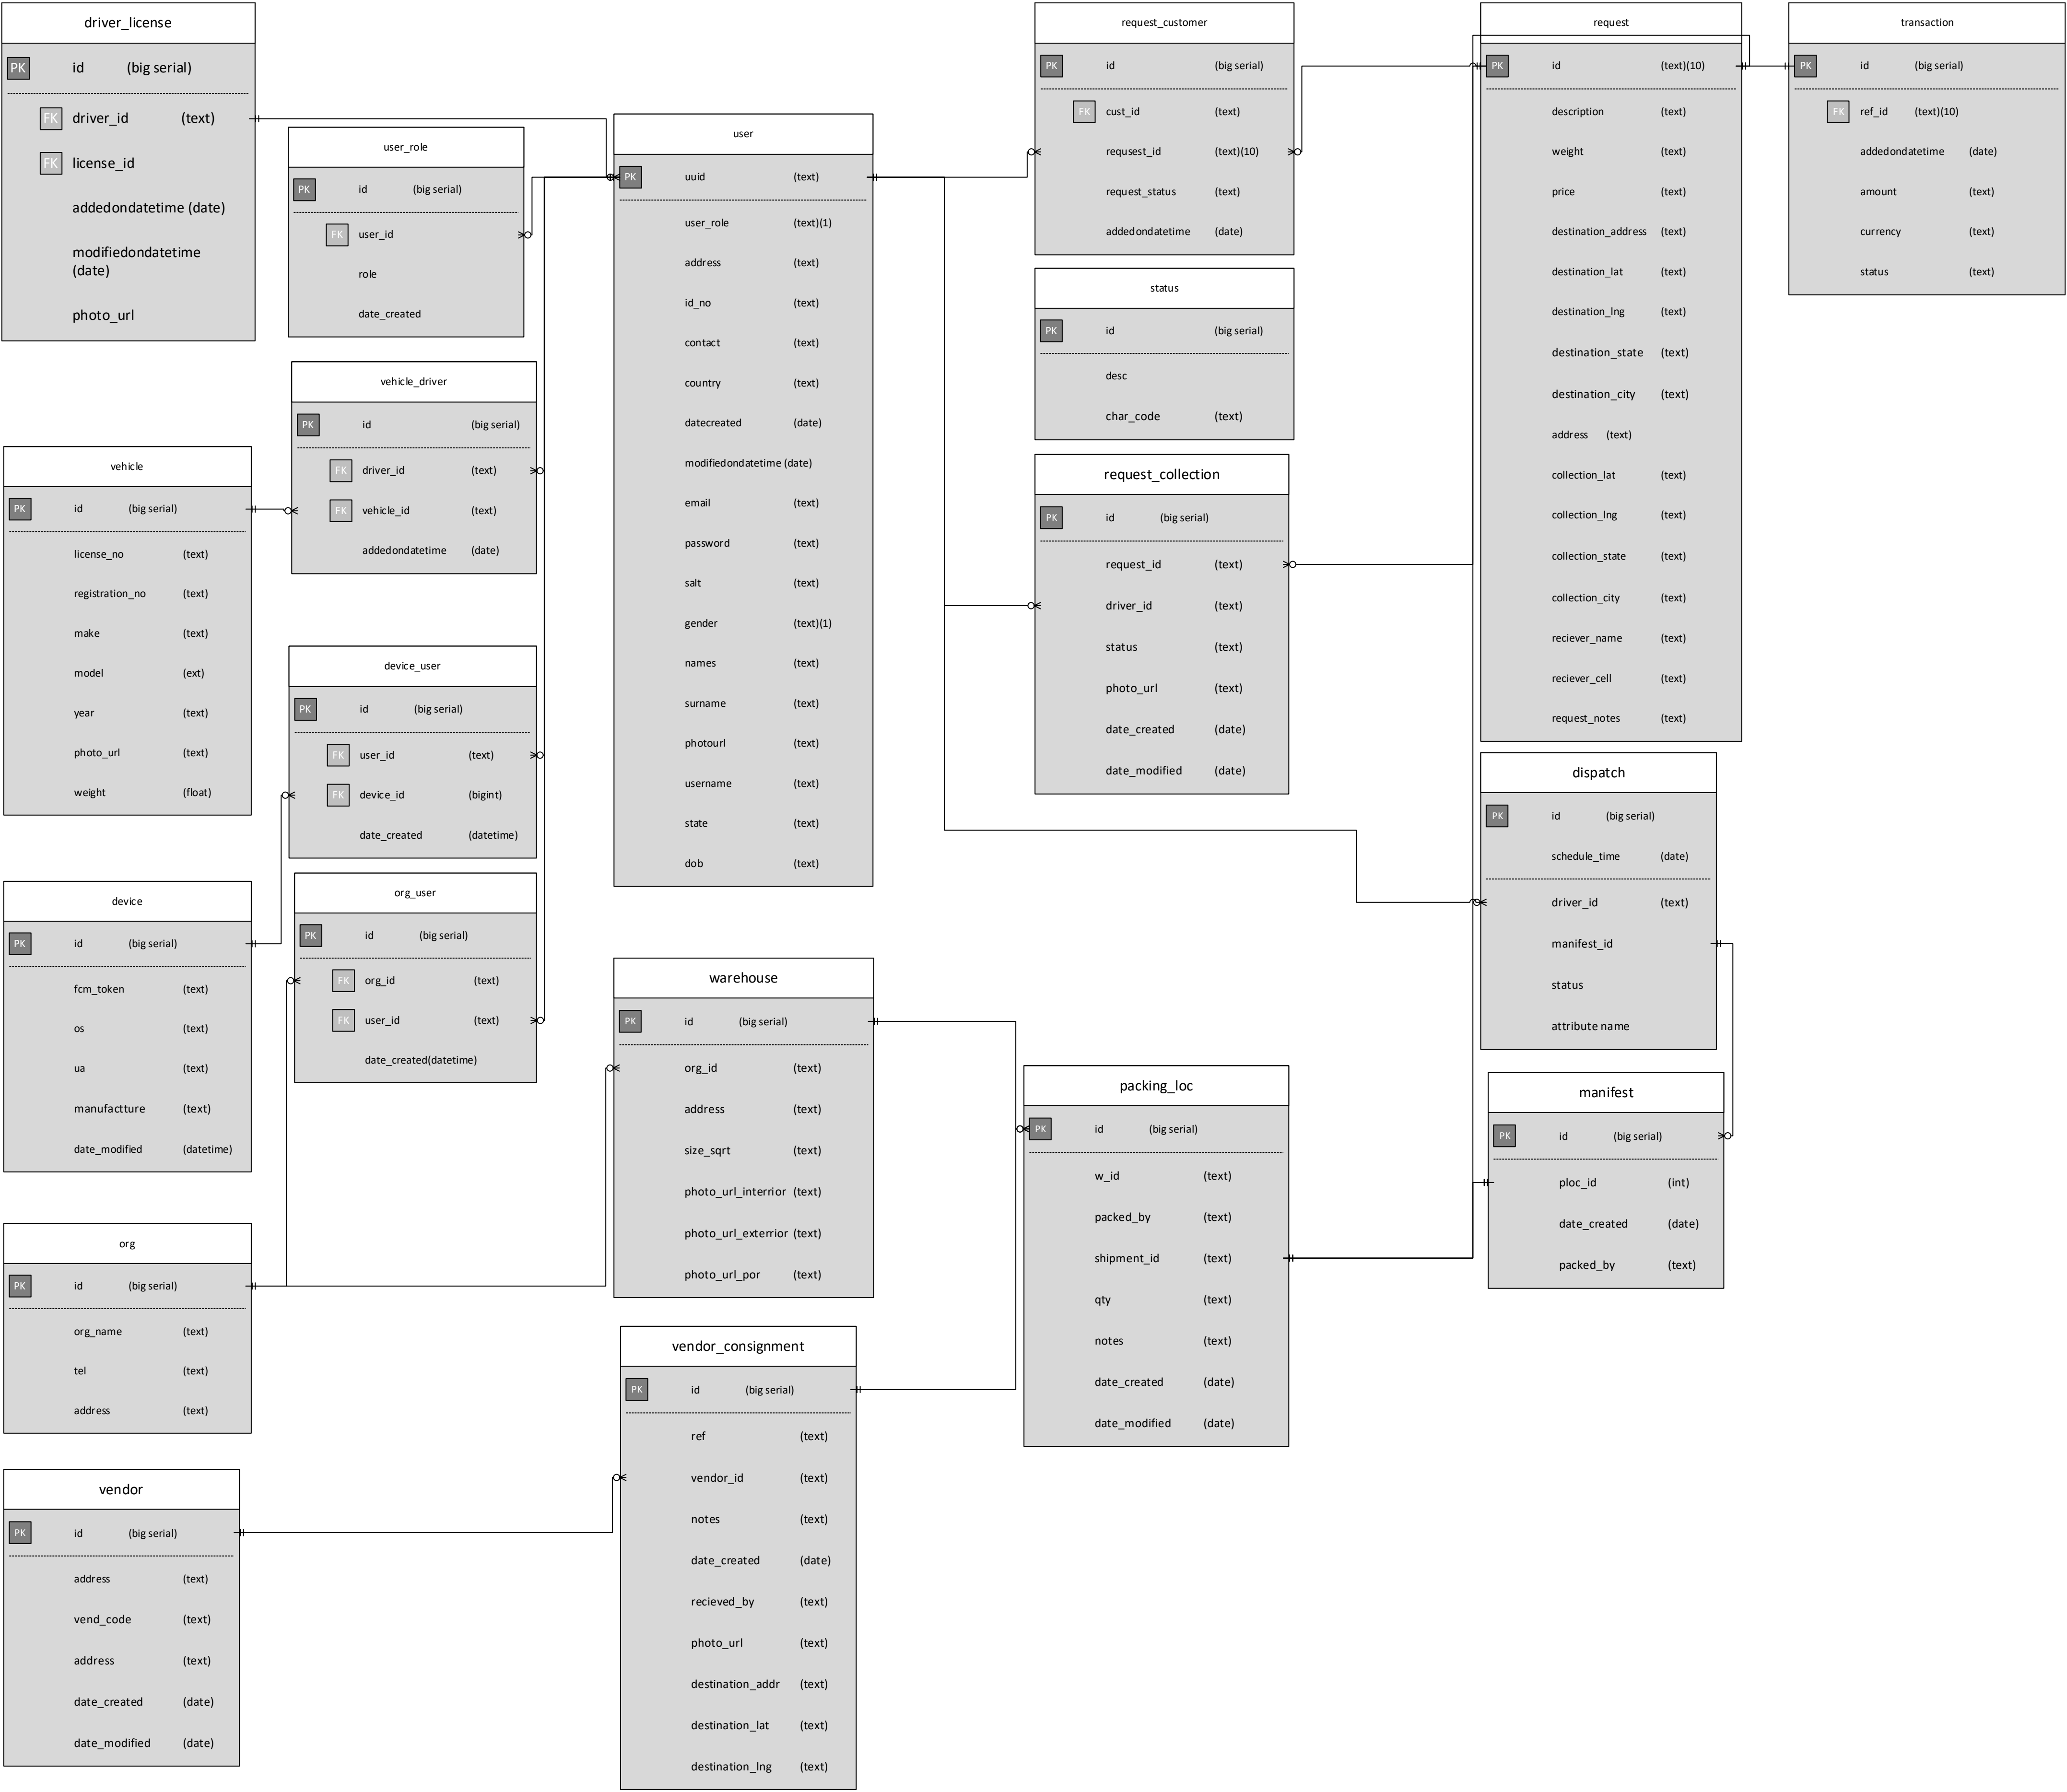 driver_license
PK id (big serial)
FK driver_id (text)
FK license_id
addedondatetime (date)
modifiedondatetime
(date)
photo_url
user_role
PK id (big serial)
FK user_id
role
date_created
vehicle_driver
PK id (big serial)
FK driver_id (text)
FK vehicle_id (text)
addedondatetime (date)
vehicle
PK id (big serial)
license_no (text)
registration_no (text)
make (text)
model (ext)
year (text)
photo_url (text)
weight (float)
device_user
PK id (big serial)
FK user_id (text)
FK device_id (bigint)
date_created (datetime)
device
PK id (big serial)
fcm_token (text)
os (text)
ua (text)
manufactture (text)
date_modified (datetime)
org_user
PK id (big serial)
FK org_id (text)
FK user_id (text)
date_created(datetime)
org
PK id (big serial)
org_name (text)
tel (text)
address (text)
vendor
PK id (big serial)
address (text)
vend_code (text)
address (text)
date_created (date)
date_modified (date)
user
PK uuid (text)
user_role (text)(1)
address (text)
id_no (text)
contact (text)
country (text)
datecreated (date)
modifiedondatetime (date)
email (text)
password (text)
salt (text)
gender (text)(1)
names (text)
surname (text)
photourl (text)
username (text)
state (text)
dob (text)
warehouse
PK id (big serial)
org_id (text)
address (text)
size_sqrt (text)
photo_url_interrior (text)
photo_url_exterrior (text)
photo_url_por (text)
vendor_consignment
PK id (big serial)
ref (text)
vendor_id (text)
notes (text)
date_created (date)
recieved_by (text)
photo_url (text)
destination_addr (text)
destination_lat (text)
destination_lng (text)
request_customer
PK id (big serial)
FK cust_id (text)
requsest_id (text)(10)
request_status (text)
addedondatetime (date)
status
PK id (big serial)
desc
char_code (text)
request_collection
PK id (big serial)
request_id (text)
driver_id (text)
status (text)
photo_url (text)
date_created (date)
date_modified (date)
packing_loc
PK id (big serial)
w_id (text)
packed_by (text)
shipment_id (text)
qty (text)
notes (text)
date_created (date)
date_modified (date)
request
PK id (text)(10)
description (text)
weight (text)
price (text)
destination_address (text)
destination_lat (text)
destination_lng (text)
destination_state (text)
destination_city (text)
address (text)
collection_lat (text)
collection_lng (text)
collection_state (text)
collection_city (text)
reciever_name (text)
reciever_cell (text)
request_notes (text)
transaction
PK id (big serial)
FK ref_id (text)(10)
addedondatetime (date)
amount (text)
currency (text)
status (text)
dispatch
PK id (big serial)
schedule_time (date)
driver_id (text)
manifest_id
status
attribute name
manifest
PK id (big serial)
ploc_id (int)
date_created (date)
packed_by (text)